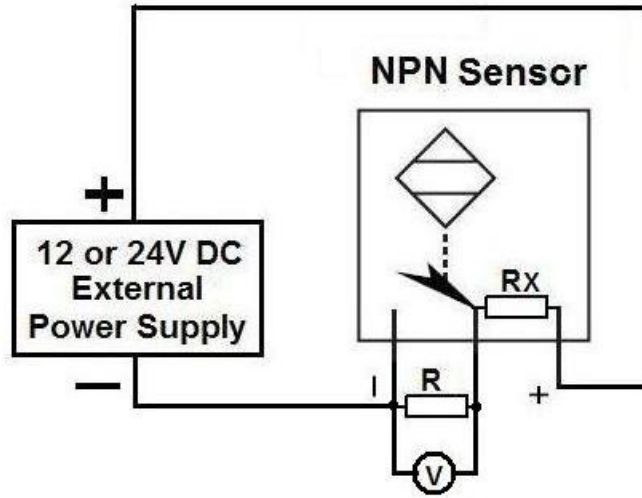 NPN Sensor
+
12 or 24V DC
External
Power Supply
RX
—
R
+
V